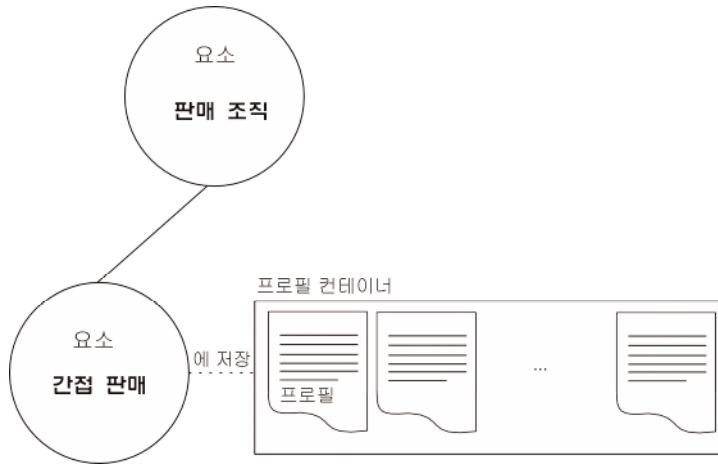 요소
판매 조직
프로필 컨테이너
요소
간접 판매
에 저장
프로필
...